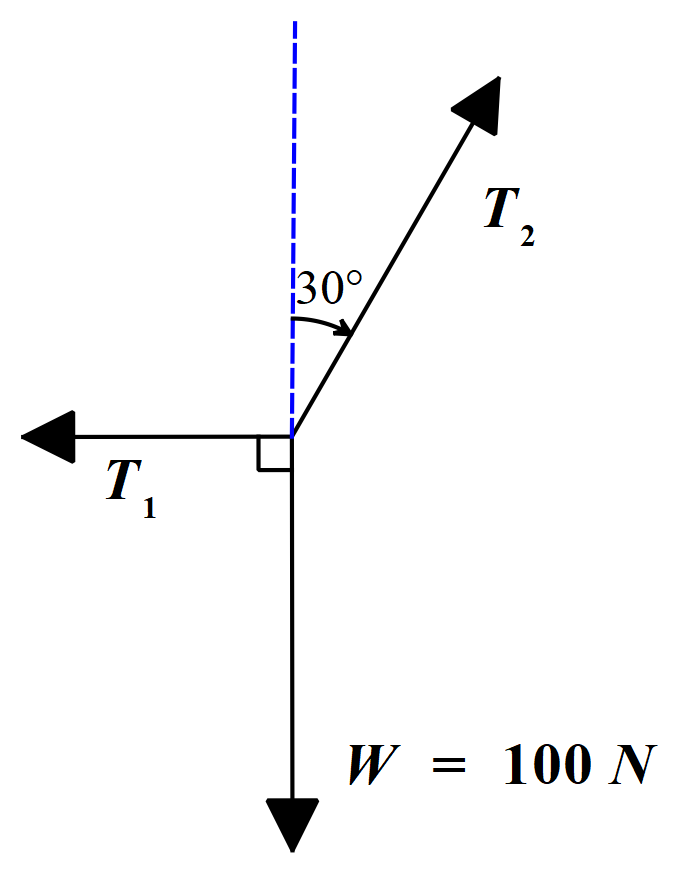 T₂
30°
T₁
W = 100 N